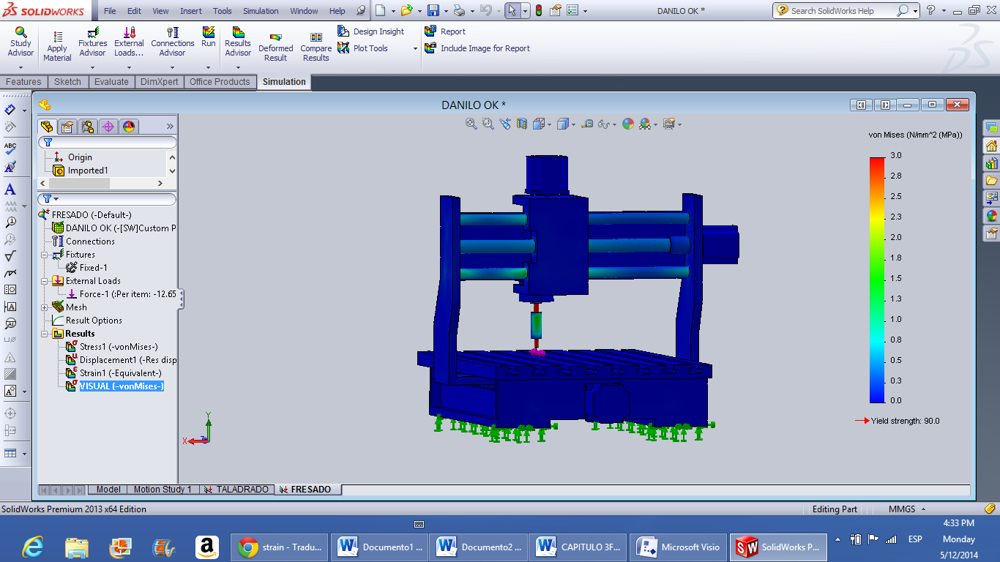 SOLIDWORKS File Edit View Insert Tools Simulation Window Help DANILO OK * Search SolidWorks Help
Study Advisor
Apply Material
Fixtures Advisor
External Loads...
Connections Advisor
Run
Results Advisor
Deformed Result
Compare Results
Design Insight
Plot Tools
Report
Include Image for Report
Features Sketch Evaluate DimXpert Office Products Simulation
DANILO OK *
Origin
Imported1
FRESADO (-Default-)
DANILO OK (-[SW]Custom P
Connections
Fixtures
Fixed-1
External Loads
Force-1 (:Per item: -12.65
Mesh
Result Options
Results
Stress1 (-vonMises-)
Displacement1 (-Res disp
Strain1 (-Equivalent-)
VISUAL (-vonMises-)
von Mises (N/mm^2 (MPa))
3.0
2.8
2.5
2.3
2.0
1.8
1.5
1.3
1.0
0.8
0.5
0.3
0.0
Yield strength: 90.0
Y
X
Z
Model Motion Study 1 TALADRADO FRESADO
SolidWorks Premium 2013 x64 Edition Editing Part MMGS
strain - Tradu... Documento1 ... Documento2 ... CAPITULO 3F... Microsoft Visio SolidWorks P... ESP
4:33 PM
Monday
5/12/2014